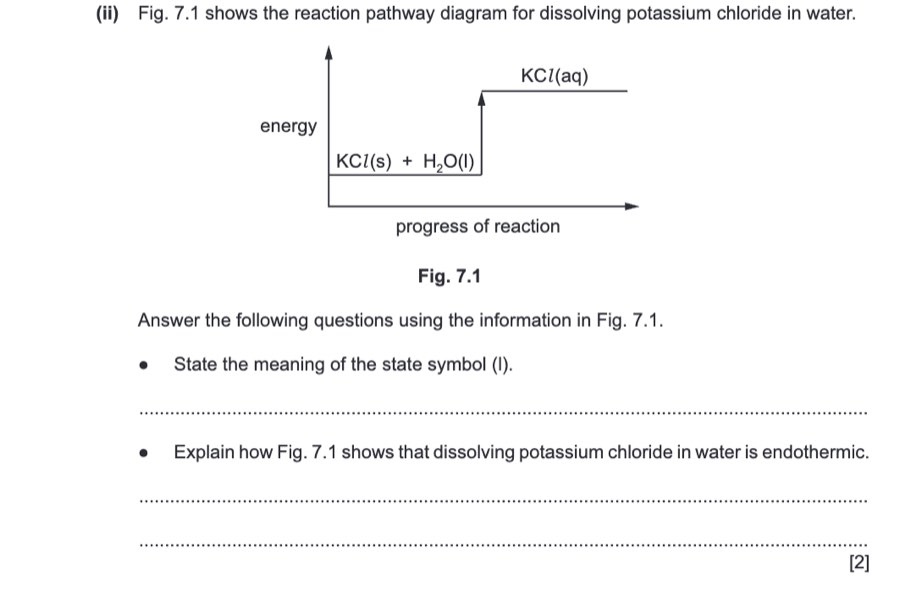 (ii) Fig. 7.1 shows the reaction pathway diagram for dissolving potassium chloride in water.
KCl(aq)
energy
KCl(s) + H₂O(l)
progress of reaction
Fig. 7.1
Answer the following questions using the information in Fig. 7.1.
• State the meaning of the state symbol (l).
• Explain how Fig. 7.1 shows that dissolving potassium chloride in water is endothermic.
[2]